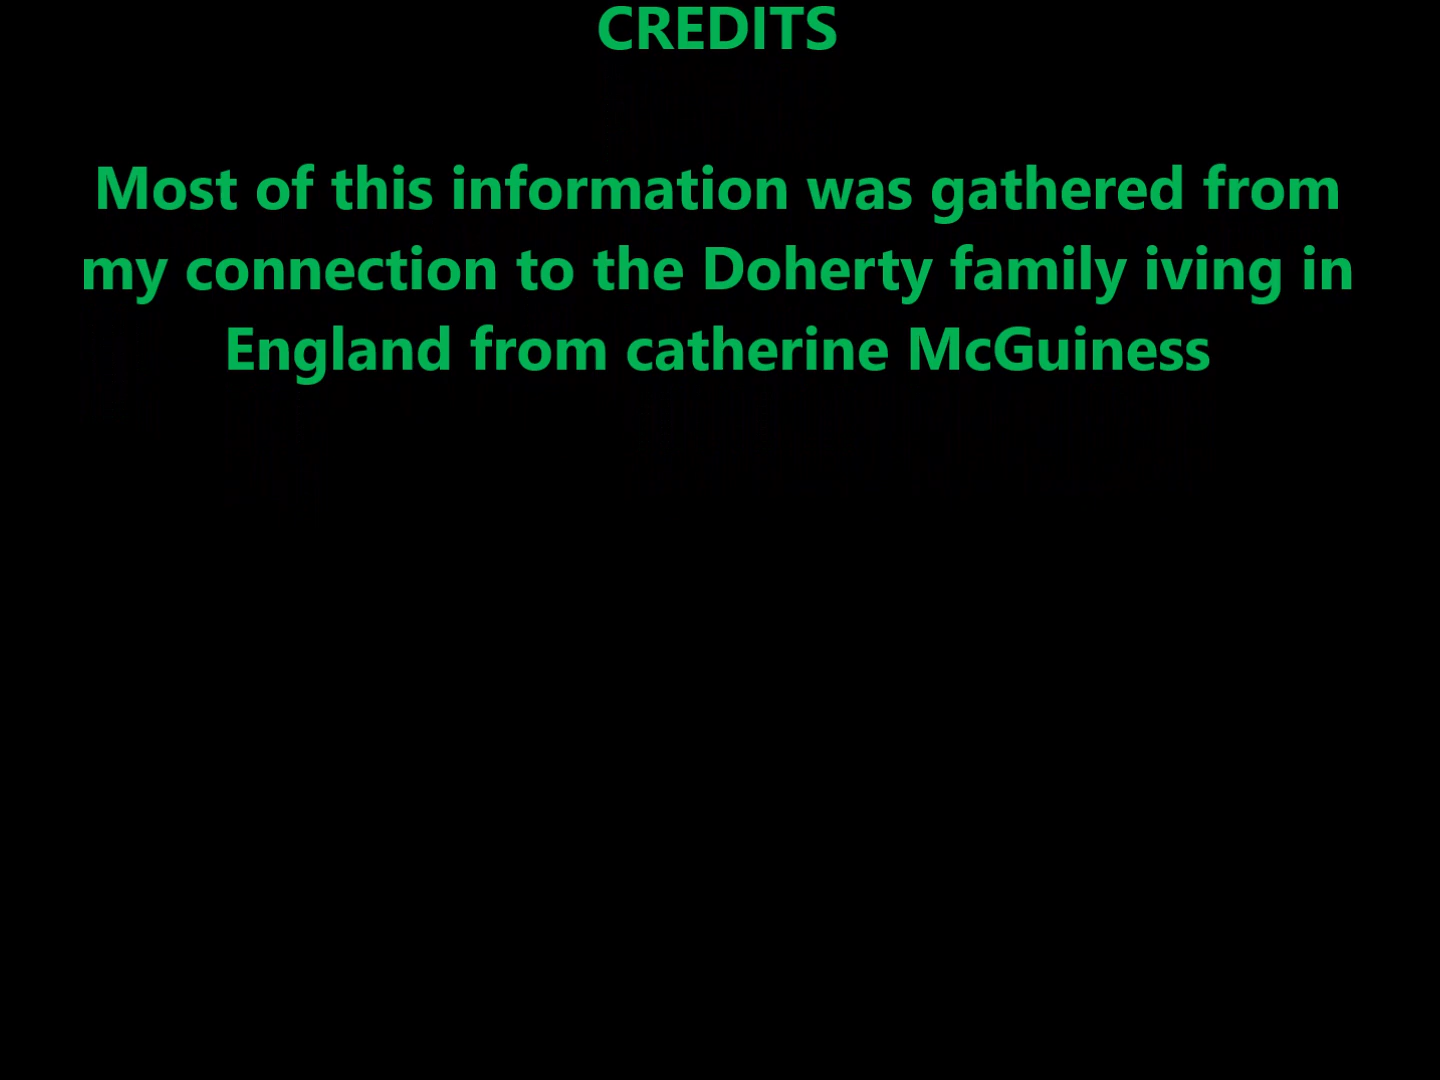 CREDITS
Most of this information was gathered from
my connection to the Doherty family iving in
England from catherine McGuiness